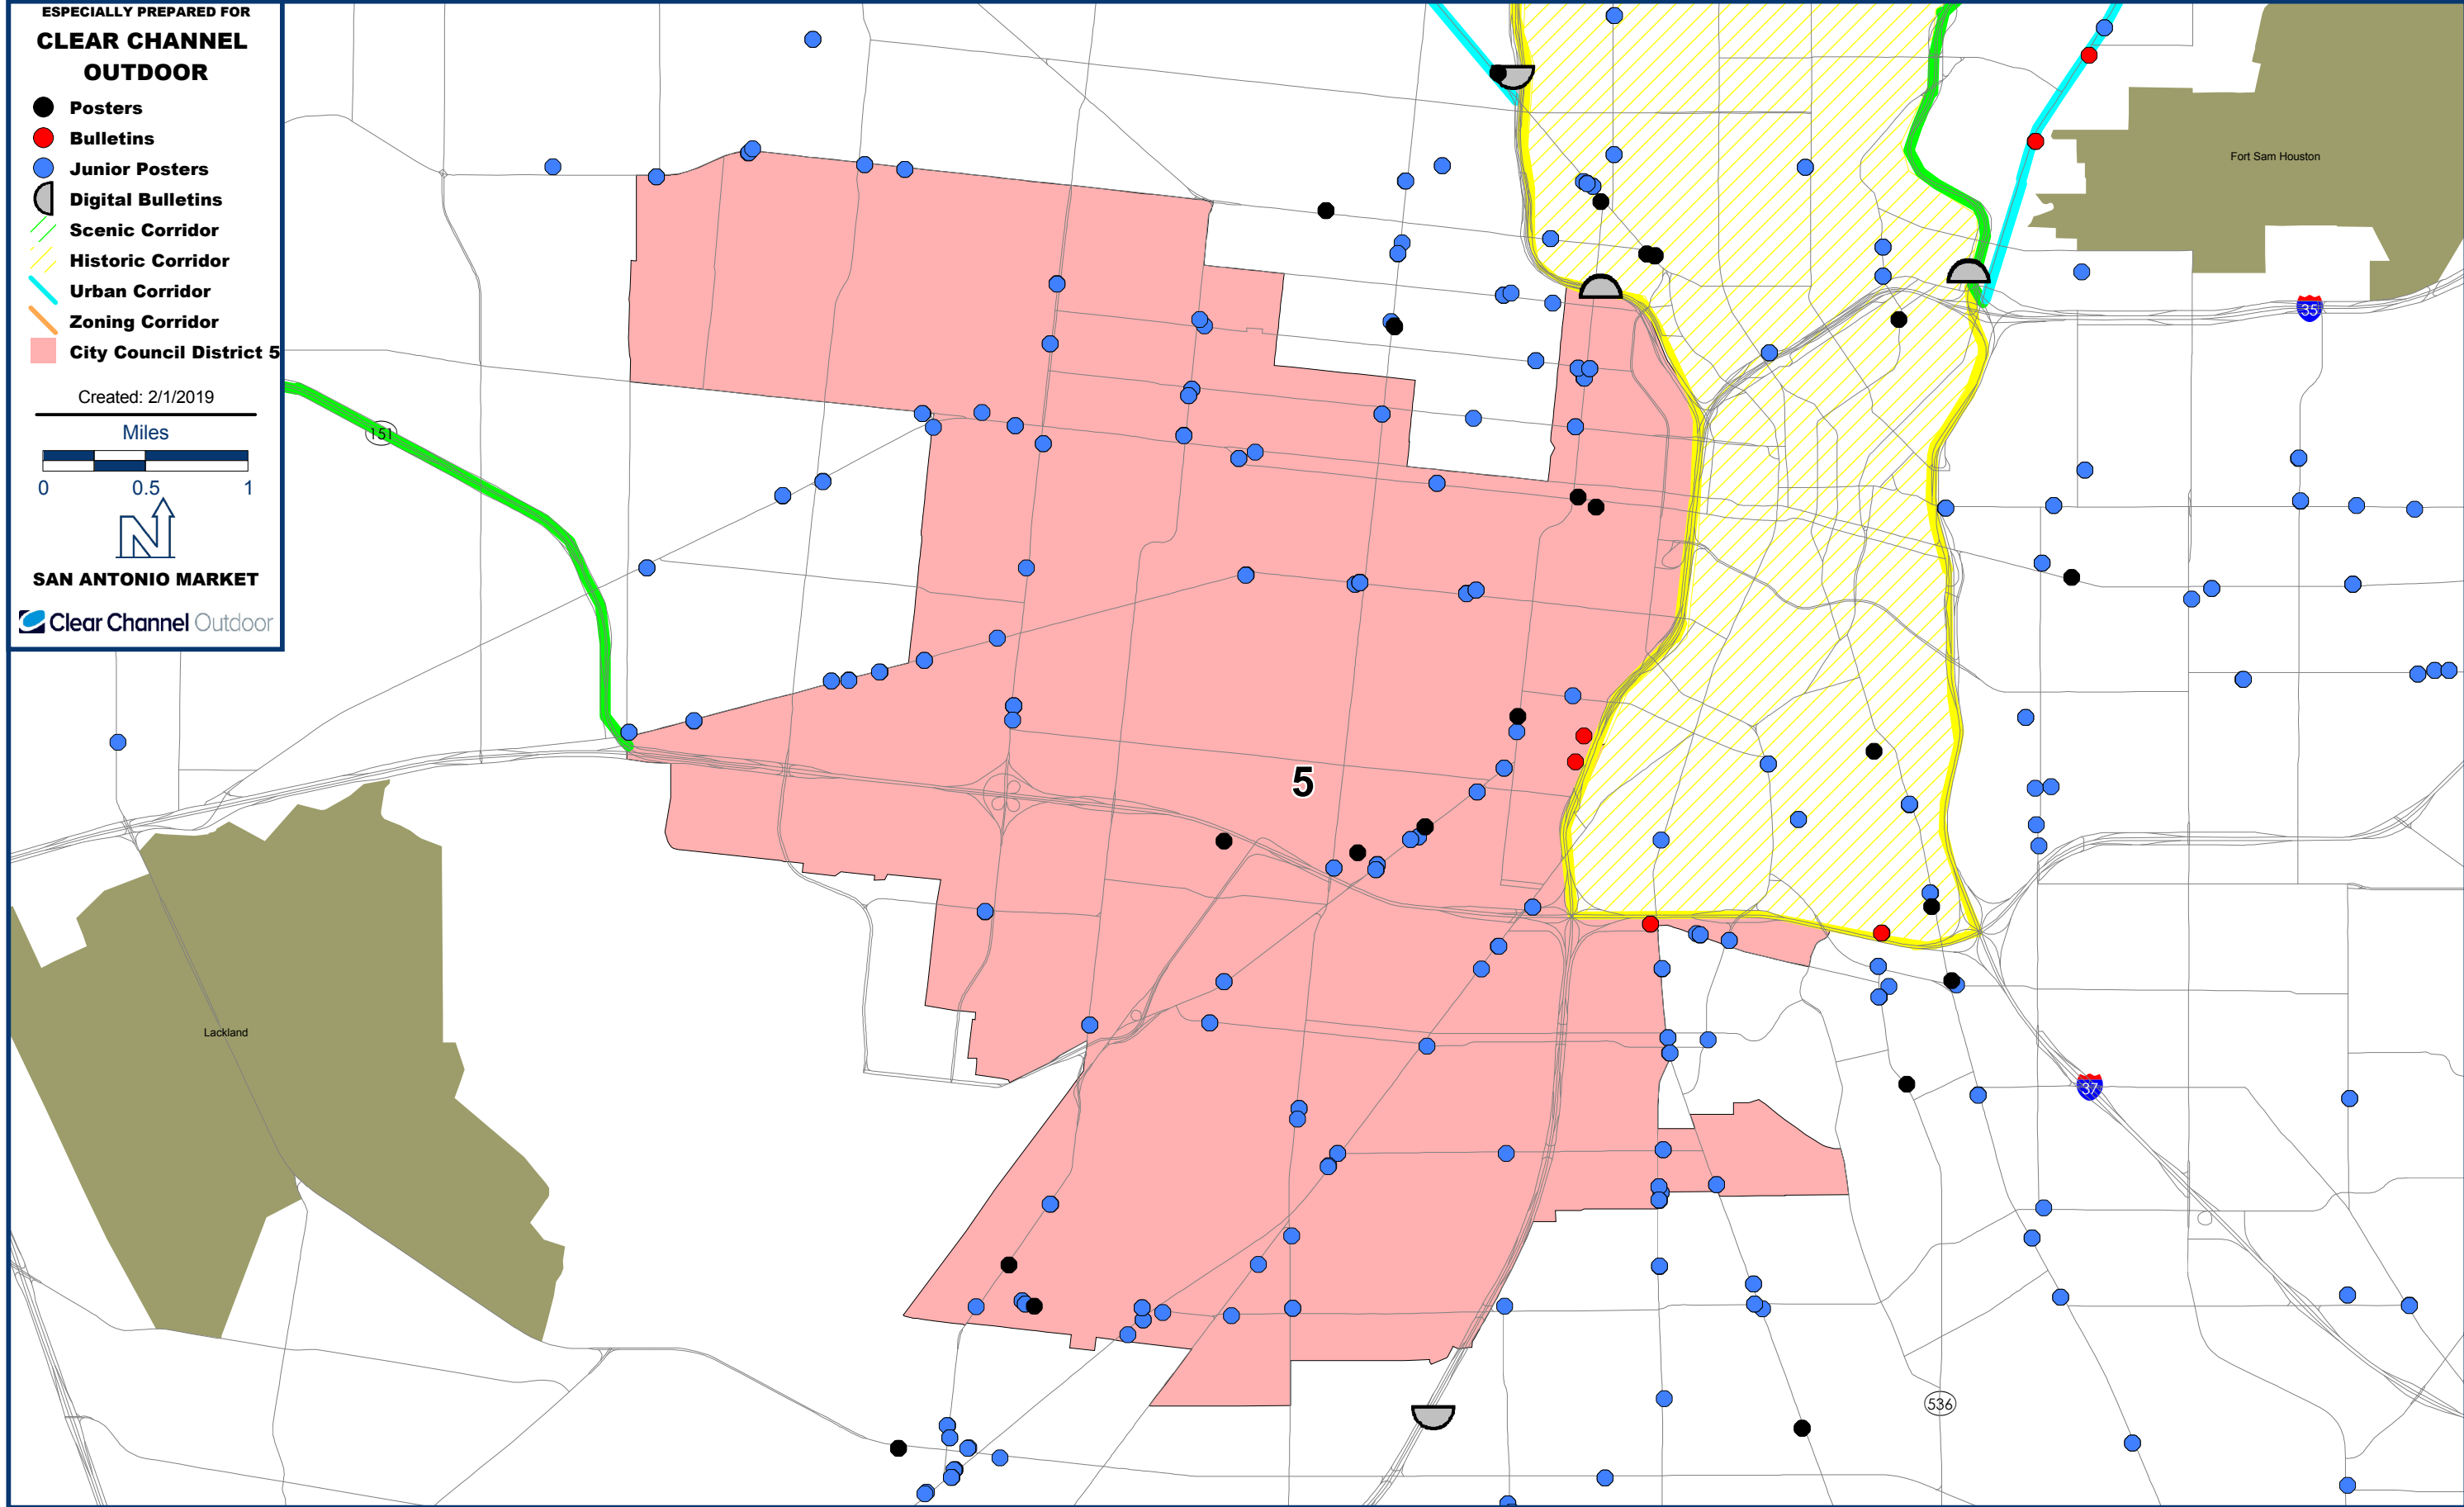 ESPECIALLY PREPARED FOR
CLEAR CHANNEL
OUTDOOR
Posters
Bulletins
Junior Posters
Digital Bulletins
Scenic Corridor
Historic Corridor
Urban Corridor
Zoning Corridor
City Council District 5
Created: 2/1/2019
Miles
0 0.5 1
N
SAN ANTONIO MARKET
Clear Channel Outdoor
Fort Sam Houston
35
151
5
Lackland
37
536